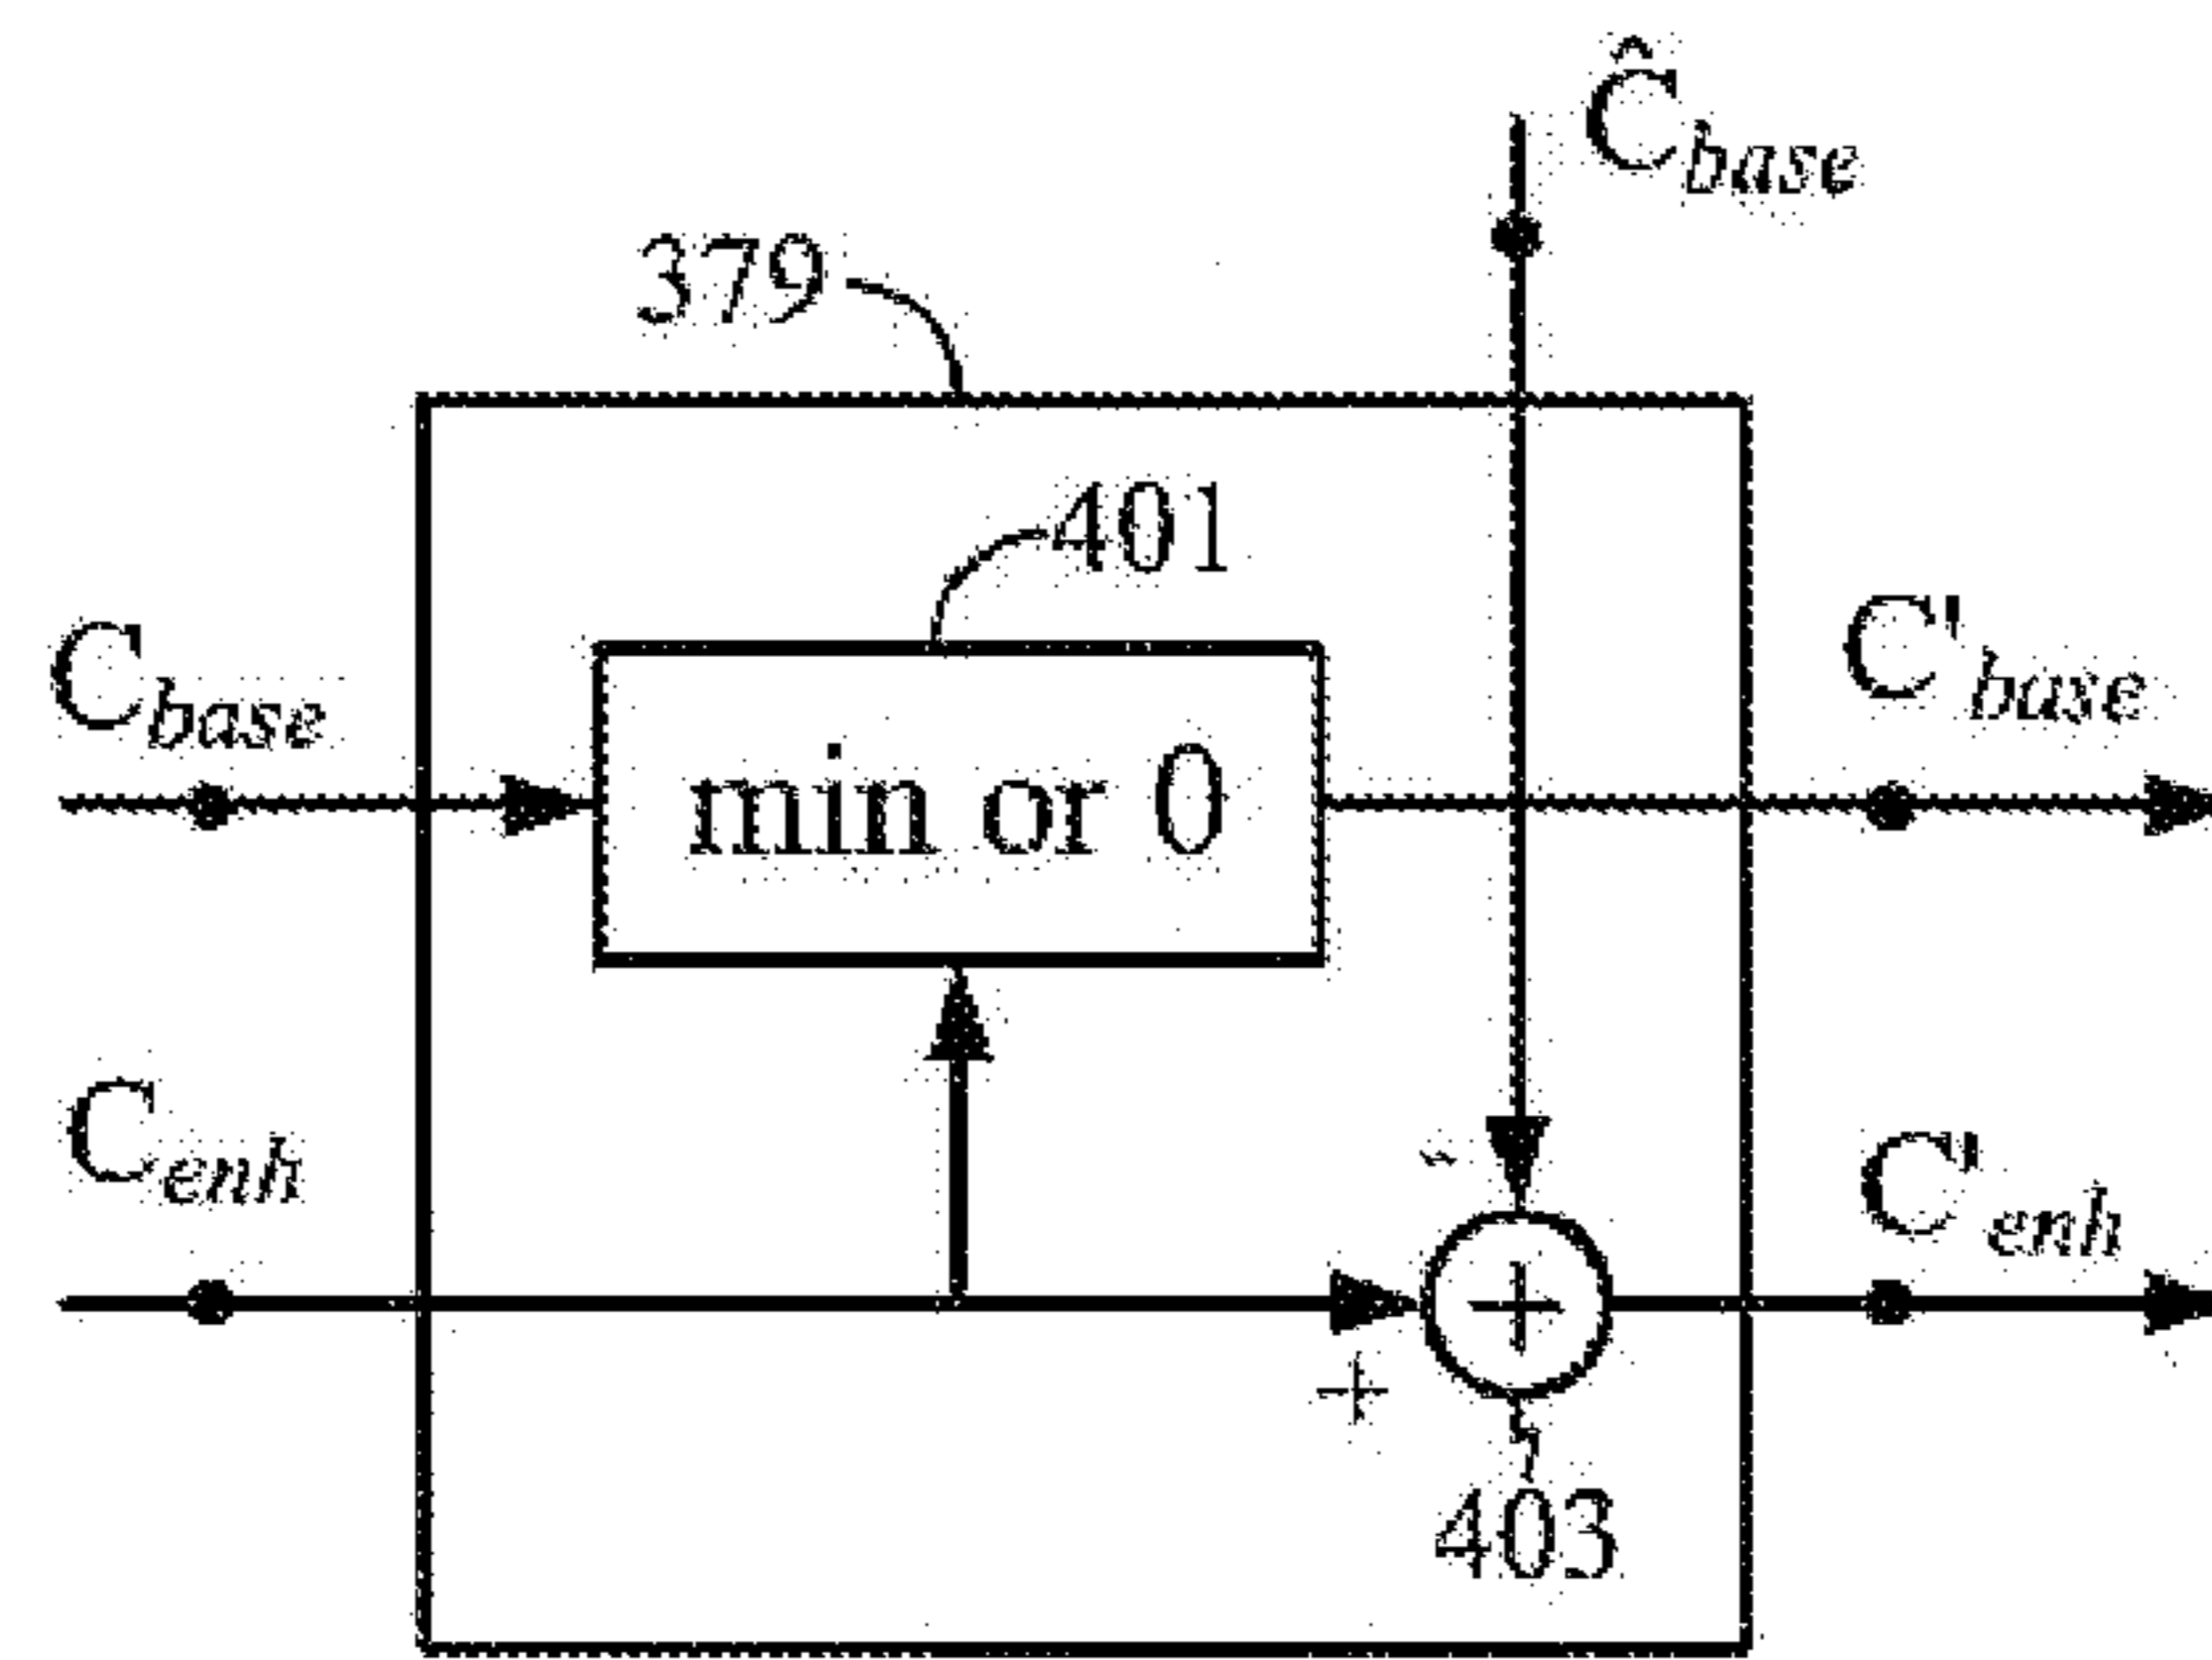 Ĉbase
379
401
Cbase
C'base
min or 0
Cenh
C'enh
-
+
+
403